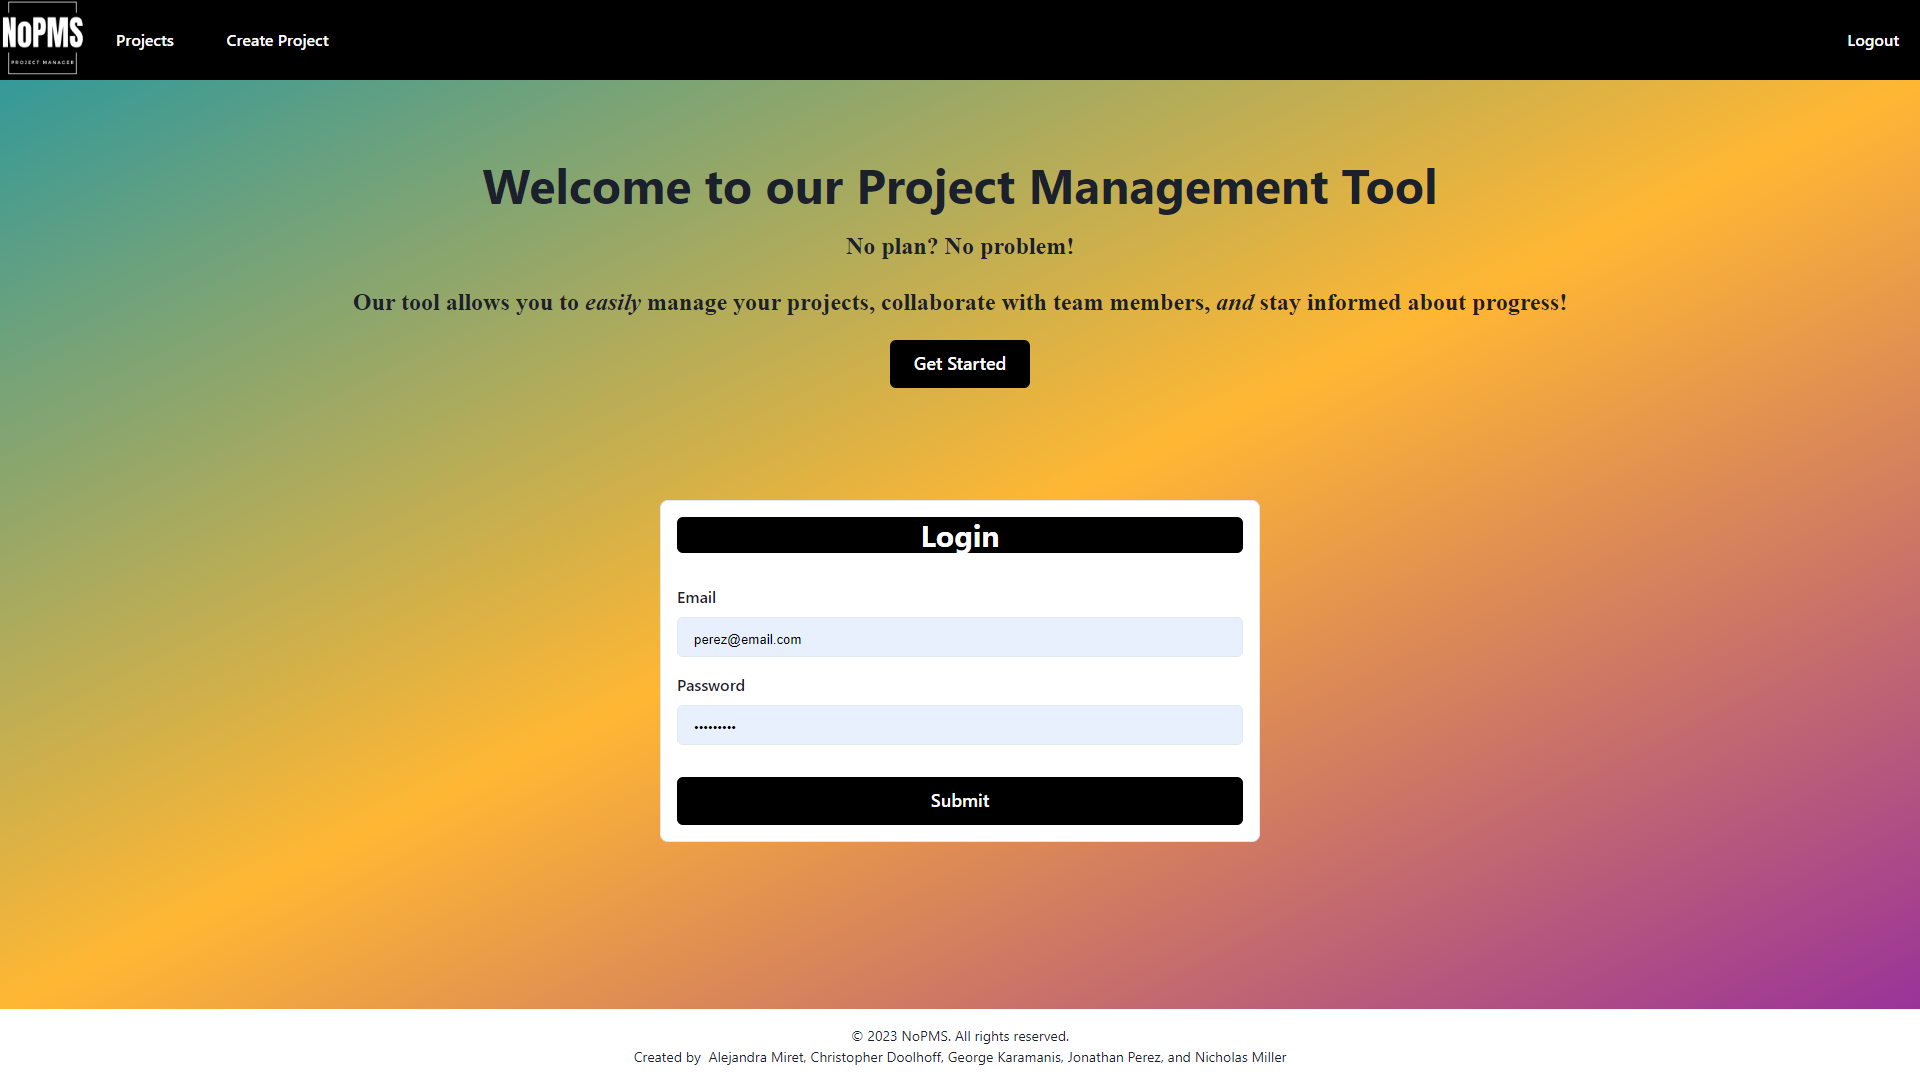 NoPMS
PROJECT MANAGER
Projects
Create Project
Logout
Welcome to our Project Management Tool
No plan? No problem!
Our tool allows you to easily manage your projects, collaborate with team members, and stay informed about progress!
Get Started
Login
Email
perez@email.com
Password
•••••••••
Submit
© 2023 NoPMS. All rights reserved.
Created by Alejandra Miret, Christopher Doolhoff, George Karamanis, Jonathan Perez, and Nicholas Miller